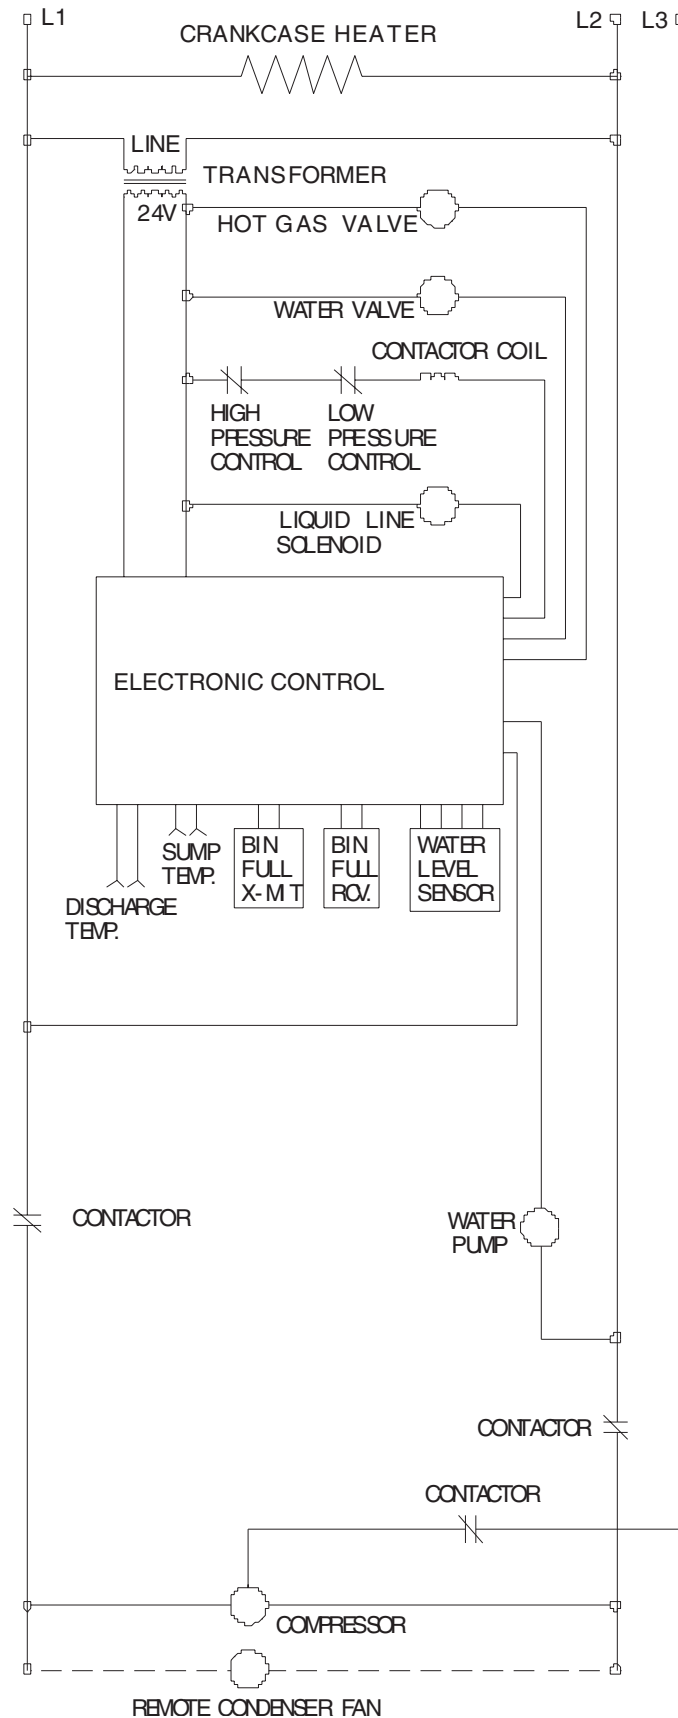 L1
L2 L3
CRANKCASE HEATER
LINE
TRANSFORMER
24V
HOT GAS VALVE
WATER VALVE
CONTACTOR COIL
HIGH
PRESSURE
CONTROL
LOW
PRESSURE
CONTROL
LIQUID LINE
SOLENOID
ELECTRONIC CONTROL
DISCHARGE
TEMP.
SUMP
TEMP.
BIN
FULL
X-MIT
BIN
FULL
RCV.
WATER
LEVEL
SENSOR
CONTACTOR
WATER
PUMP
CONTACTOR
CONTACTOR
COMPRESSOR
REMOTE CONDENSER FAN